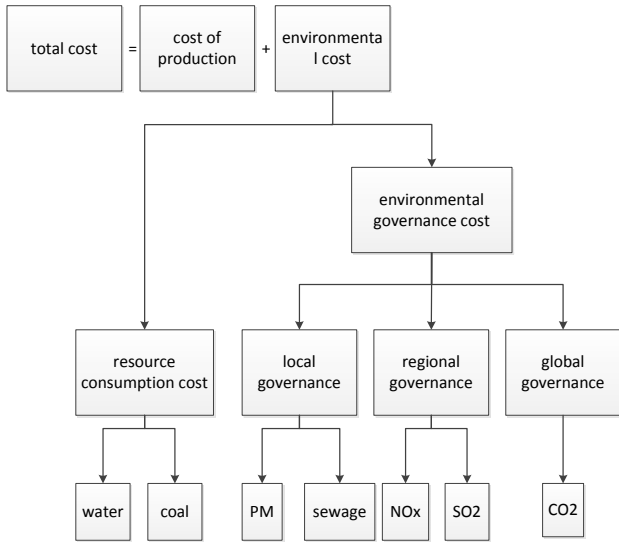 total cost
=
cost of
production
+
environmenta
l cost
environmental
governance cost
resource
consumption cost
local
governance
regional
governance
global
governance
water
coal
PM
sewage
NOx
SO2
CO2